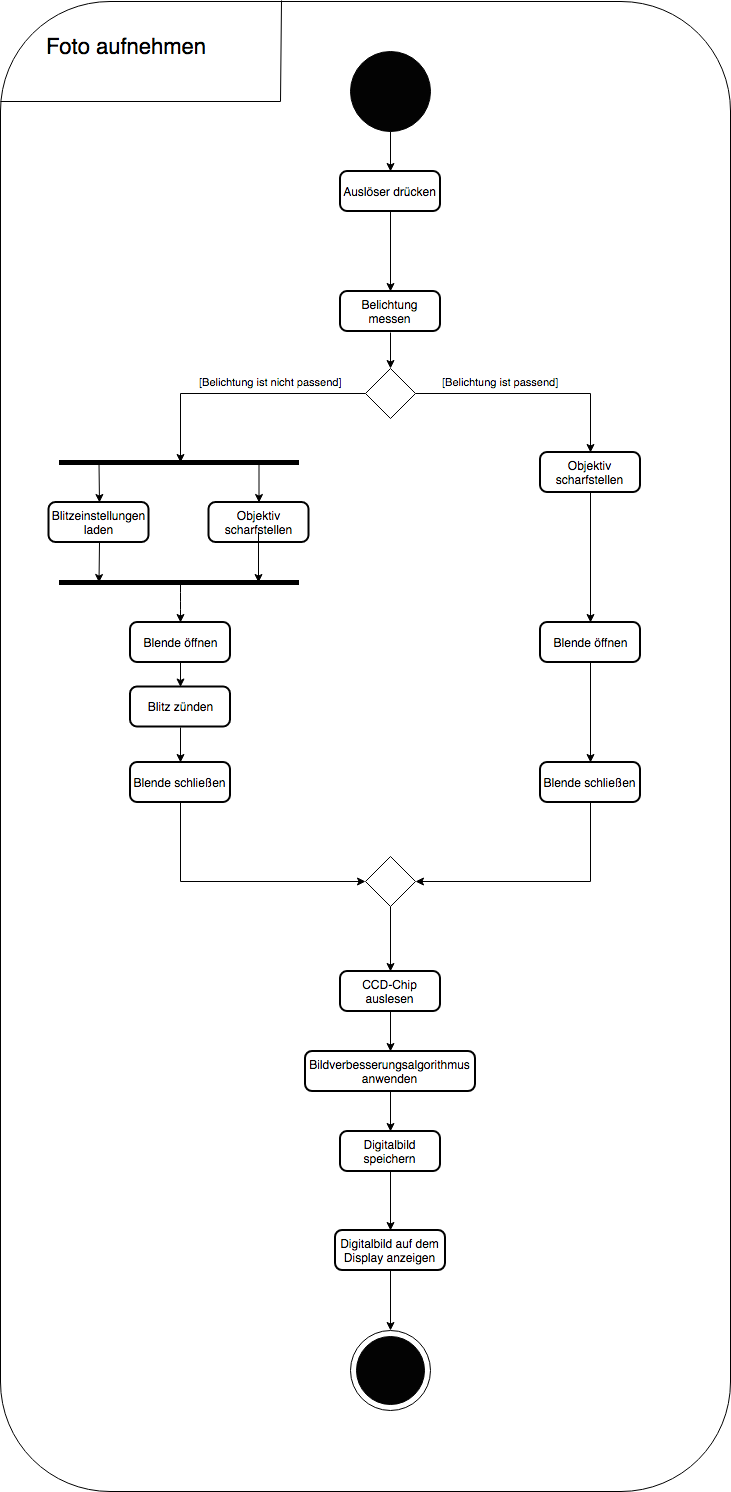 Foto aufnehmen
Auslöser drücken
Belichtung
messen
[Belichtung ist nicht passend]
[Belichtung ist passend]
Blitzeinstellungen
laden
Objektiv
scharfstellen
Objektiv
scharfstellen
Blende öffnen
Blende öffnen
Blitz zünden
Blende schließen
Blende schließen
CCD-Chip
auslesen
Bildverbesserungsalgorithmus
anwenden
Digitalbild
speichern
Digitalbild auf dem
Display anzeigen